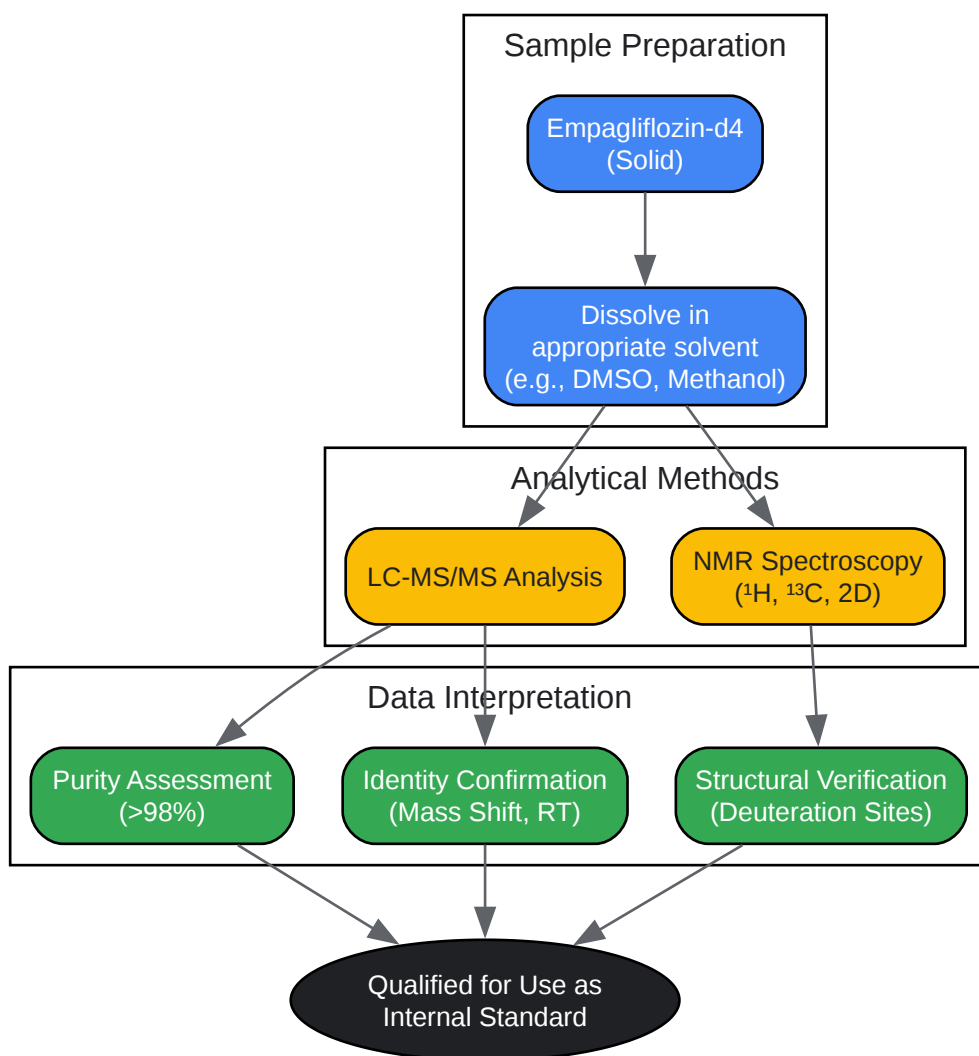 Sample Preparation
Empagliflozin-d4
(Solid)
Dissolve in
appropriate solvent
(e.g., DMSO, Methanol)
Analytical Methods
LC-MS/MS Analysis
NMR Spectroscopy
(¹H, ¹³C, 2D)
Data Interpretation
Purity Assessment
(>98%)
Identity Confirmation
(Mass Shift, RT)
Structural Verification
(Deuteration Sites)
Qualified for Use as
Internal Standard